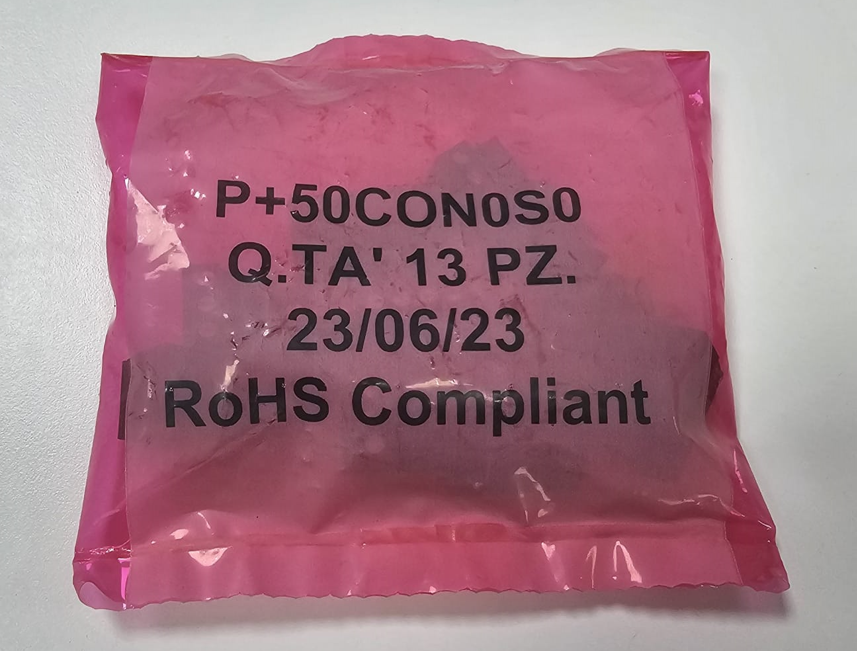 P+50CON0S0
Q.TA' 13 PZ.
23/06/23
RoHS Compliant